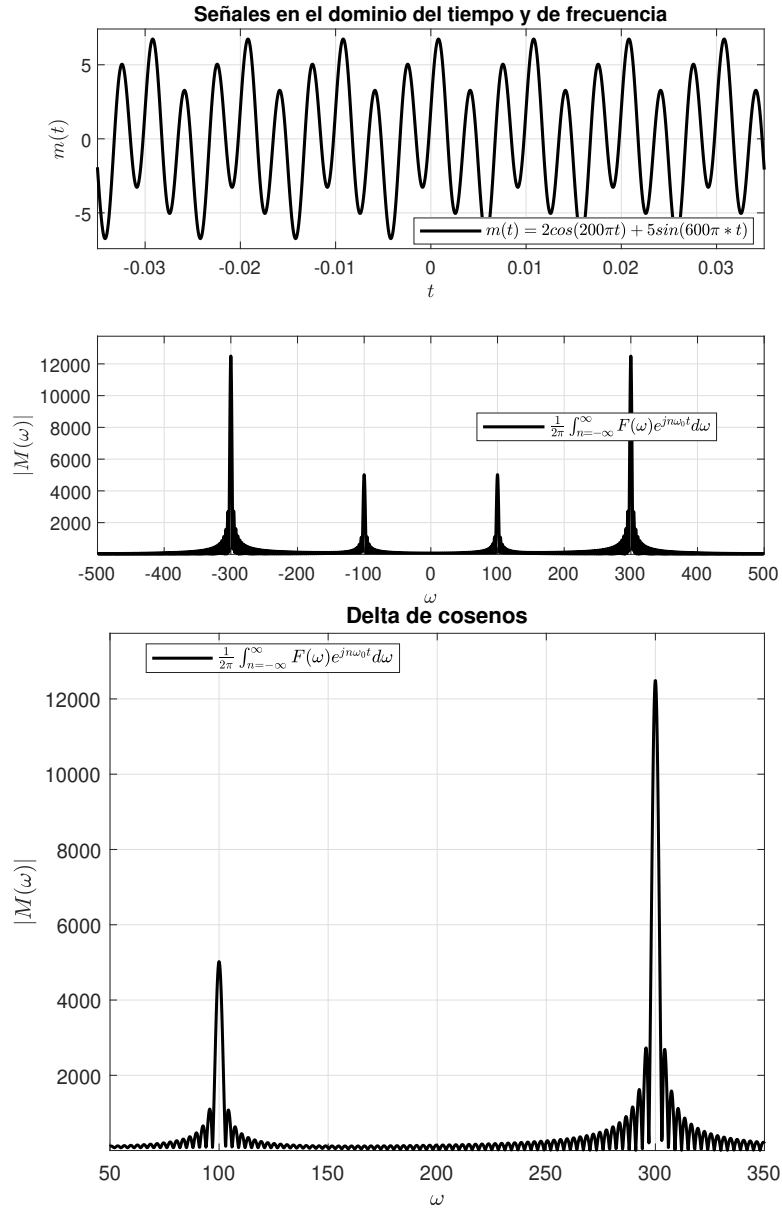 Señales en el dominio del tiempo y de frecuencia
5
0
-5
m(t)
m(t) = 2cos(200πt) + 5sin(600π * t)
-0.03 -0.02 -0.01 0 0.01 0.02 0.03
t
12000
10000
8000
6000
4000
2000
|M(ω)|
1/2π ∫_{n=-∞}^{∞} F(ω)e^{jnω₀t}dω
-500 -400 -300 -200 -100 0 100 200 300 400 500
ω
Delta de cosenos
1/2π ∫_{n=-∞}^{∞} F(ω)e^{jnω₀t}dω
12000
10000
8000
6000
4000
2000
|M(ω)|
50 100 150 200 250 300 350
ω